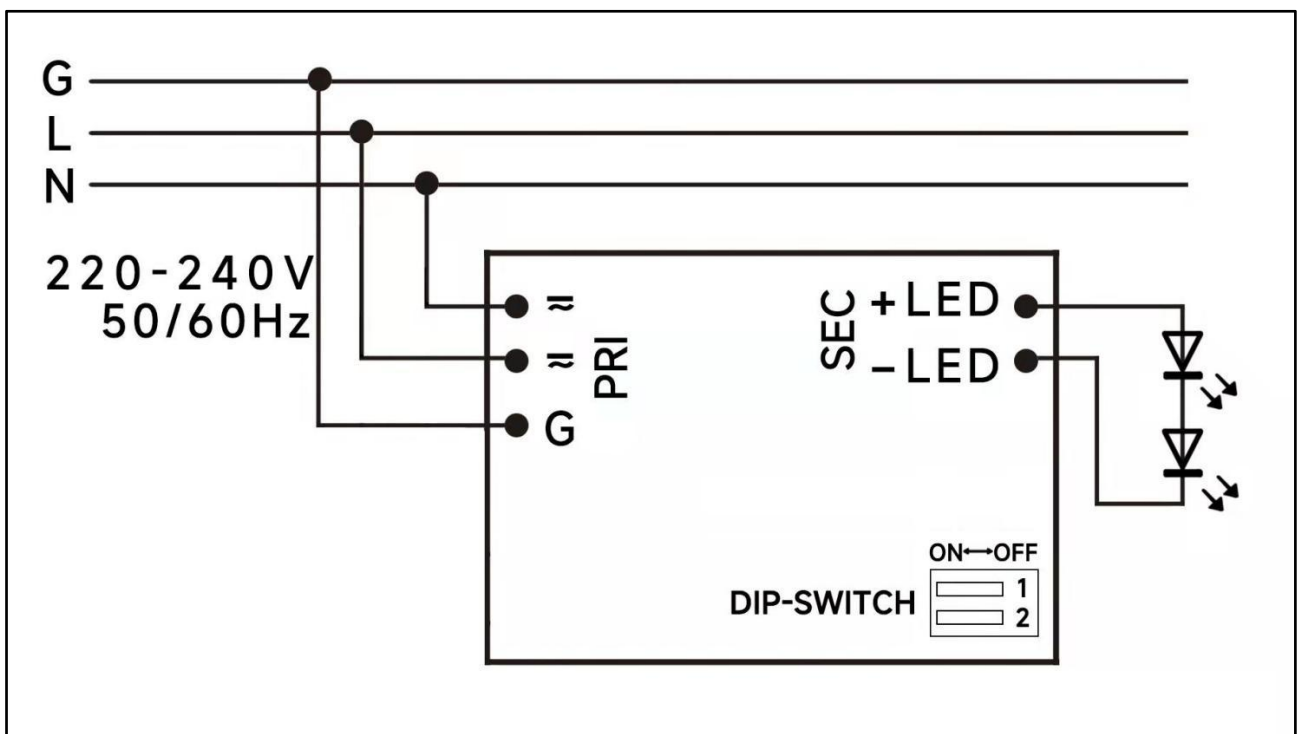 G
L
N
220-240V
50/60Hz
PRI
G
SEC
+LED
-LED
ON↔OFF
DIP-SWITCH
1
2